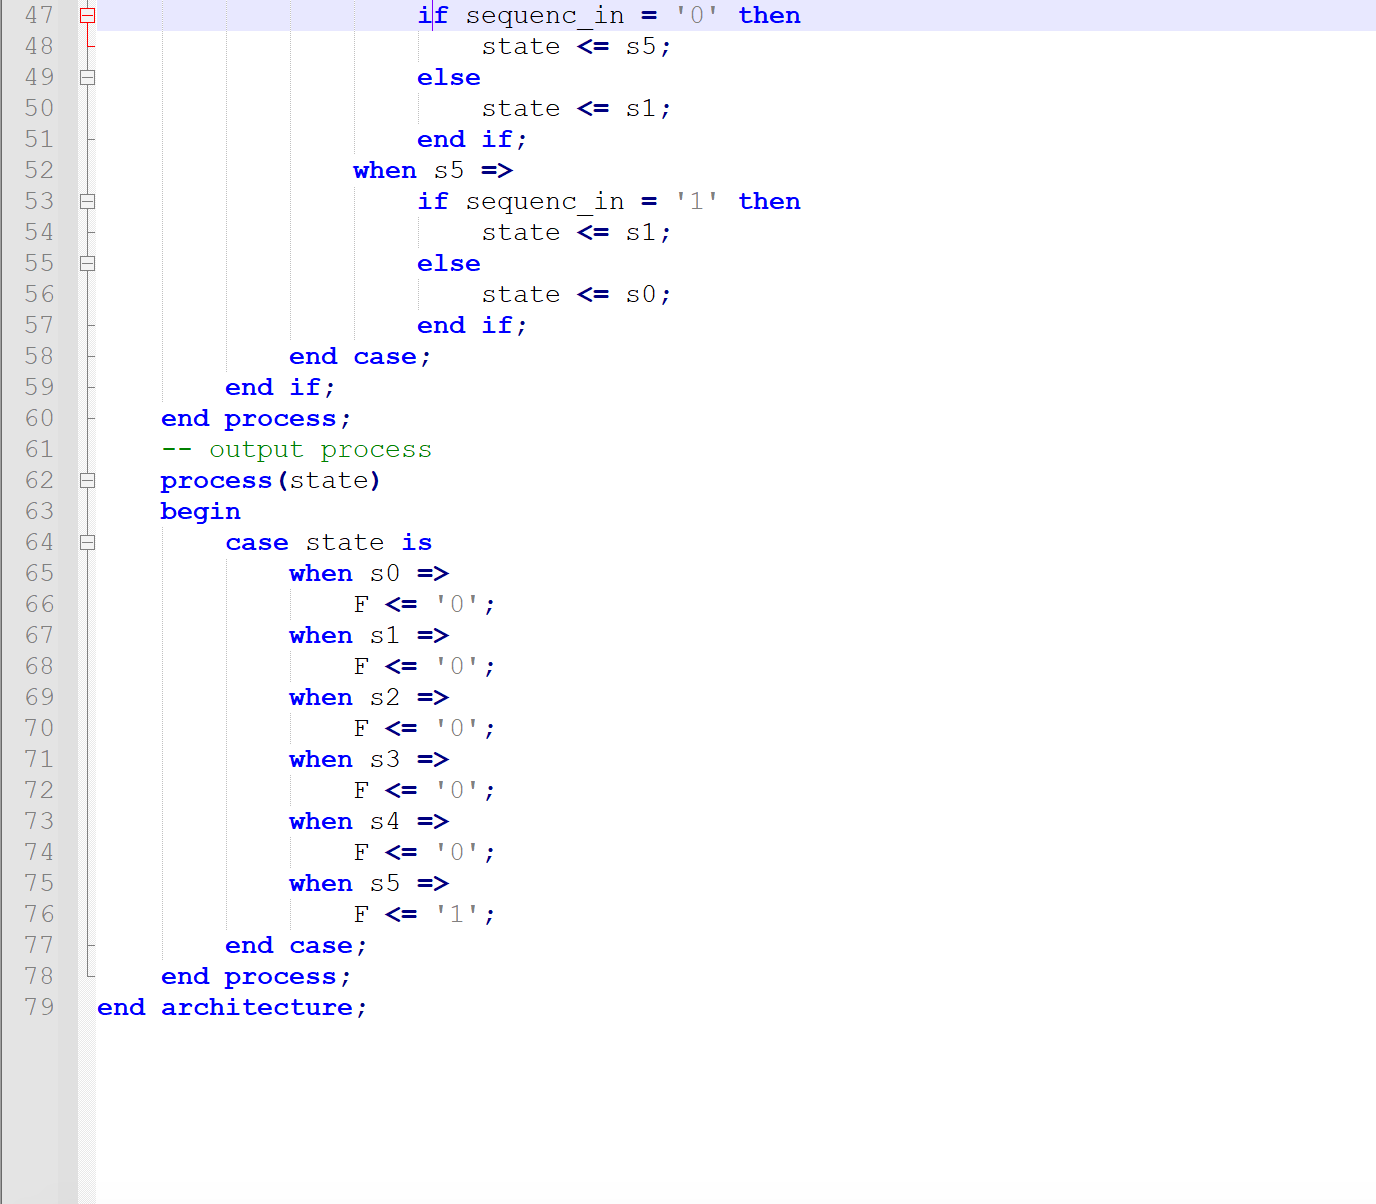 47 if sequenc_in = '0' then
48 state <= s5;
49 else
50 state <= s1;
51 end if;
52 when s5 =>
53 if sequenc_in = '1' then
54 state <= s1;
55 else
56 state <= s0;
57 end if;
58 end case;
59 end if;
60 end process;
61 -- output process
62 process(state)
63 begin
64 case state is
65 when s0 =>
66 F <= '0';
67 when s1 =>
68 F <= '0';
69 when s2 =>
70 F <= '0';
71 when s3 =>
72 F <= '0';
73 when s4 =>
74 F <= '0';
75 when s5 =>
76 F <= '1';
77 end case;
78 end process;
79 end architecture;